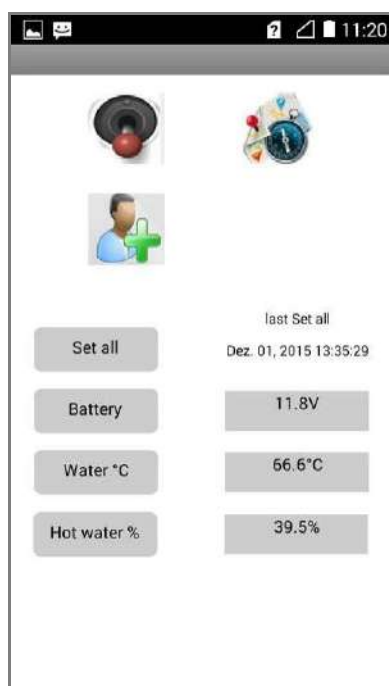 11:20
last Set all
Set all
Dez. 01, 2015 13:35:29
Battery
11.8V
Water °C
66.6°C
Hot water %
39.5%